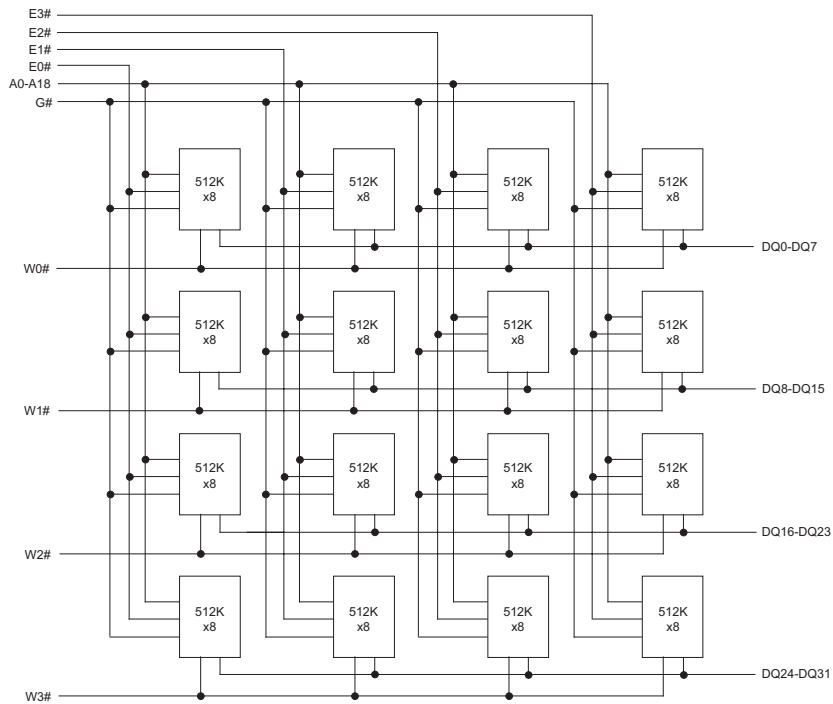 E3#
E2#
E1#
E0#
A0-A18
G#
512K
x8
512K
x8
512K
x8
512K
x8
DQ0-DQ7
W0#
512K
x8
512K
x8
512K
x8
512K
x8
DQ8-DQ15
W1#
512K
x8
512K
x8
512K
x8
512K
x8
DQ16-DQ23
W2#
512K
x8
512K
x8
512K
x8
512K
x8
DQ24-DQ31
W3#